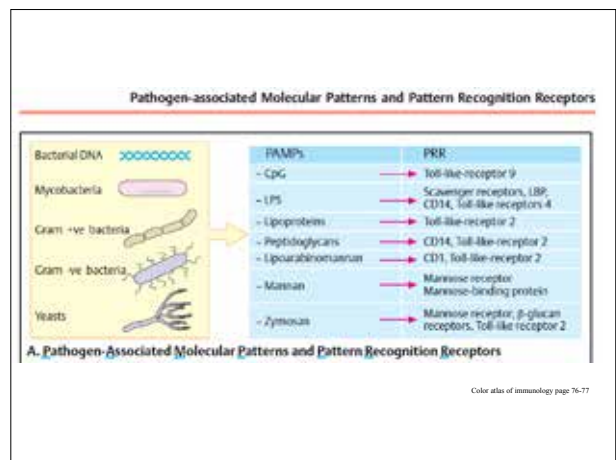 Pathogen-associated Molecular Patterns and Pattern Recognition Receptors
Bacterial DNA
Mycobacteria
Gram +ve bacteria
Gram -ve bacteria
Yeasts
PAMPs PRR
- CpG Toll-like-receptor 9
- LPS Scavenger receptors, LBP,
CD14, Toll-like receptors 4
- Lipoproteins Toll-like-receptor 2
- Peptidoglycans CD14, Toll-like-receptor 2
- Lipoarabinomannan CD1, Toll-like-receptor 2
- Mannan Mannose receptor
Mannose-binding protein
- Zymosan Mannose receptor, β-glucan
receptors, Toll-like receptor 2
A. Pathogen-Associated Molecular Patterns and Pattern Recognition Receptors
Color atlas of immunology page 76-77